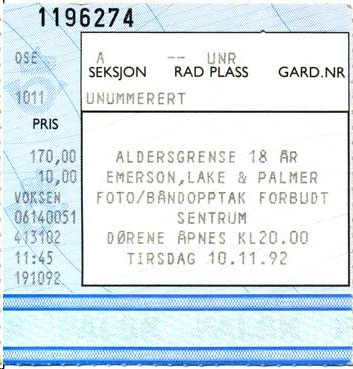 1196274
OSE A -- UNR
SEKSJON RAD PLASS GARD.NR
1011 UNUMMERERT
PRIS
170,00 ALDERSGRENSE 18 ÅR
10,00 EMERSON,LAKE & PALMER
VOKSEN FOTO/BÅNDOPPTAK FORBUDT
06140051 SENTRUM
413102 DØRENE ÅPNES KL20.00
11:45 TIRSDAG 10.11.92
191092